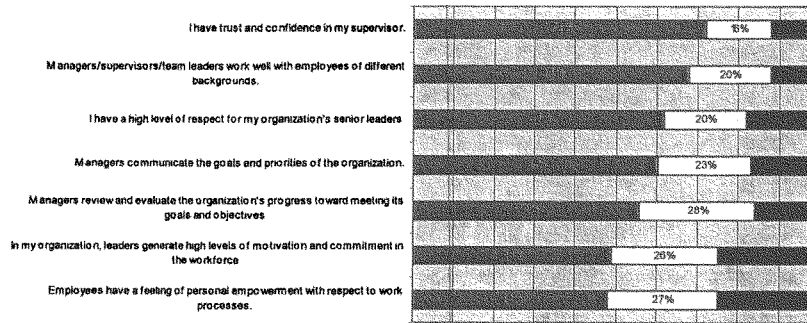 I have trust and confidence in my supervisor.
16%
Managers/supervisors/team leaders work well with employees of different
backgrounds.
20%
I have a high level of respect for my organization's senior leaders
20%
Managers communicate the goals and priorities of the organization.
23%
Managers review and evaluate the organization's progress toward meeting its
goals and objectives
28%
In my organization, leaders generate high levels of motivation and commitment in
the workforce
26%
Employees have a feeling of personal empowerment with respect to work
processes.
27%